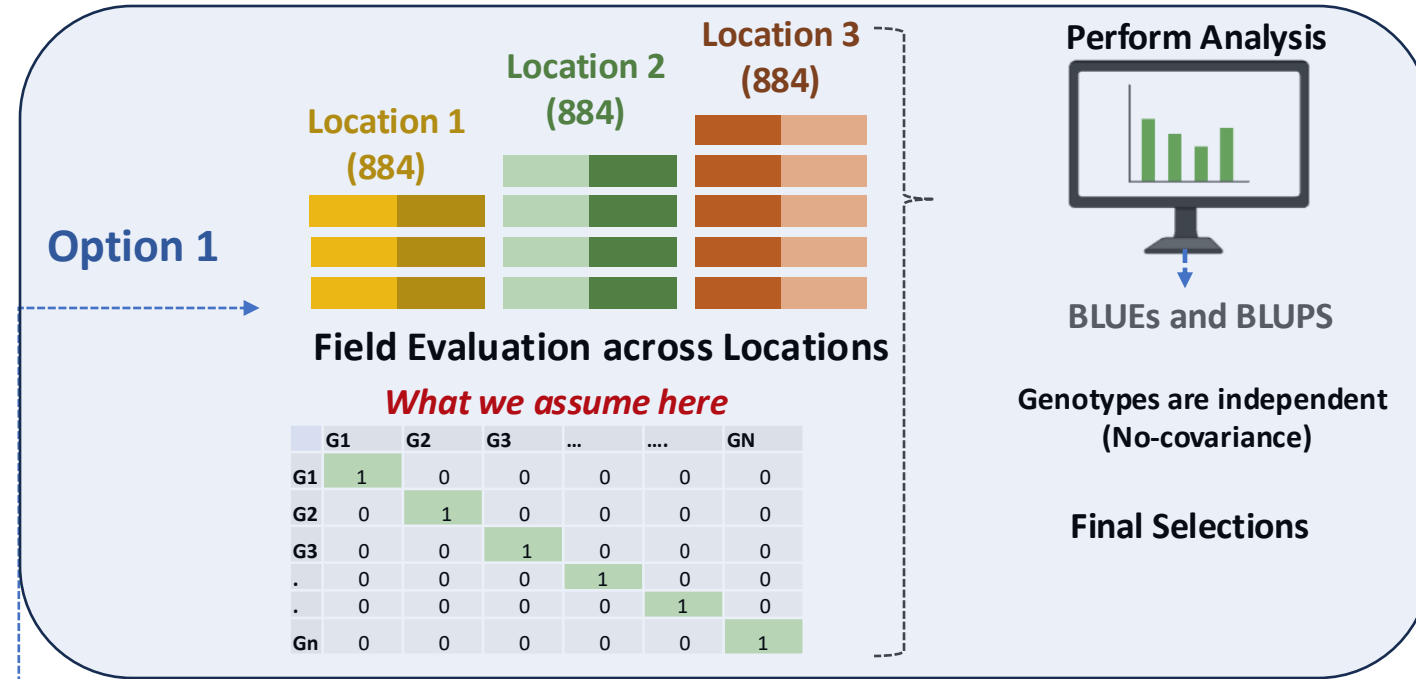 Option 1
Location 1
(884)
Location 2
(884)
Location 3
(884)
Field Evaluation across Locations
What we assume here
G1 G2 G3 ... .... GN
G1 1 0 0 0 0 0
G2 0 1 0 0 0 0
G3 0 0 1 0 0 0
. 0 0 0 1 0 0
. 0 0 0 0 1 0
Gn 0 0 0 0 0 1
Perform Analysis
BLUEs and BLUPS
Genotypes are independent
(No-covariance)
Final Selections